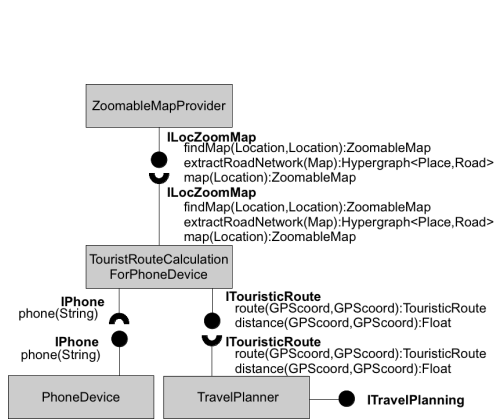 ZoomableMapProvider
ILocZoomMap
findMap(Location,Location):ZoomableMap
extractRoadNetwork(Map):Hypergraph<Place,Road>
map(Location):ZoomableMap
ILocZoomMap
findMap(Location,Location):ZoomableMap
extractRoadNetwork(Map):Hypergraph<Place,Road>
map(Location):ZoomableMap
TouristRouteCalculation
ForPhoneDevice
IPhone
phone(String)
IPhone
phone(String)
ITouristicRoute
route(GPScoord,GPScoord):TouristicRoute
distance(GPScoord,GPScoord):Float
ITouristicRoute
route(GPScoord,GPScoord):TouristicRoute
distance(GPScoord,GPScoord):Float
PhoneDevice
TravelPlanner
ITravelPlanning